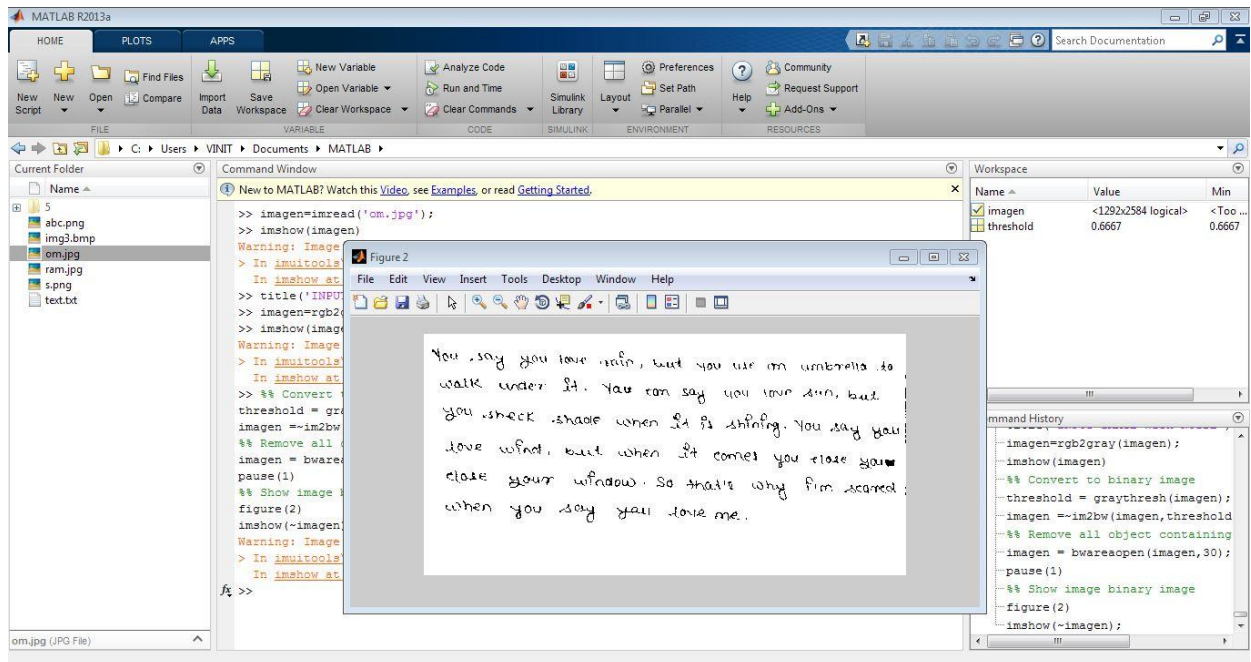 MATLAB R2013a
HOME PLOTS APPS Search Documentation
New Script New Open Find Files Compare Import Data Save Workspace New Variable Open Variable Clear Workspace Analyze Code Run and Time Clear Commands Simulink Library Layout Preferences Set Path Parallel Help Community Request Support Add-Ons
FILE VARIABLE CODE SIMULINK ENVIRONMENT RESOURCES
C: Users VINIT Documents MATLAB
Current Folder
Name
5
abc.png
img3.bmp
om.jpg
ram.jpg
s.png
text.txt
om.jpg (JPG File)
Command Window
New to MATLAB? Watch this Video, see Examples, or read Getting Started.
>> imagen=imread('om.jpg');
>> imshow(imagen)
Warning: Image
> In imuitools\
In imshow at
>> title('INPU
>> imagen=rgb2
>> imshow(image
Warning: Image
> In imuitools\
In imshow at
>> %% Convert
threshold = gra
imagen =~im2bw
%% Remove all
imagen = bwarea
pause(1)
%% Show image
figure(2)
imshow(~imagen)
Warning: Image
> In imuitools\
In imshow at
fx >>
Figure 2
File Edit View Insert Tools Desktop Window Help
You say you love rain, but you use an umbrella to
walk under it. You can say you love sun, but
you sheck shade when it is shining. You say you
love wind, but when it comes you close your
close your window. So that's why I'm scared
when you say you love me.
Workspace
Name Value Min
imagen <1292x2584 logical> <Too ...
threshold 0.6667 0.6667
ommand History
imagen=rgb2gray(imagen);
imshow(imagen)
%% Convert to binary image
threshold = graythresh(imagen);
imagen =~im2bw(imagen,threshold
%% Remove all object containing
imagen = bwareaopen(imagen,30);
pause(1)
%% Show image binary image
figure(2)
imshow(~imagen);